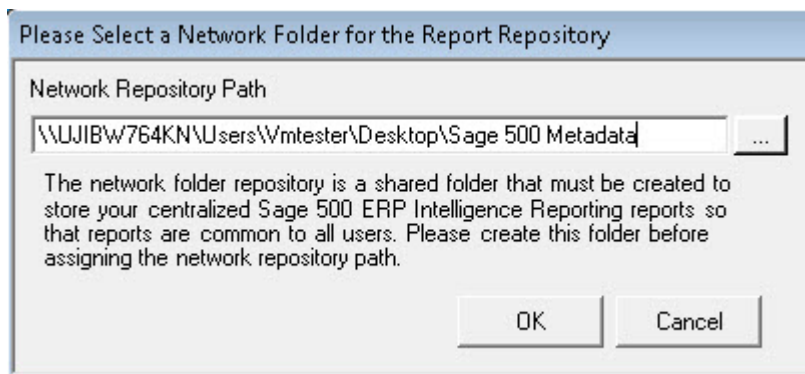 Please Select a Network Folder for the Report Repository
Network Repository Path
\\UJIBW764KN\Users\Vmtester\Desktop\Sage 500 Metadata
...
The network folder repository is a shared folder that must be created to
store your centralized Sage 500 ERP Intelligence Reporting reports so
that reports are common to all users. Please create this folder before
assigning the network repository path.
OK
Cancel